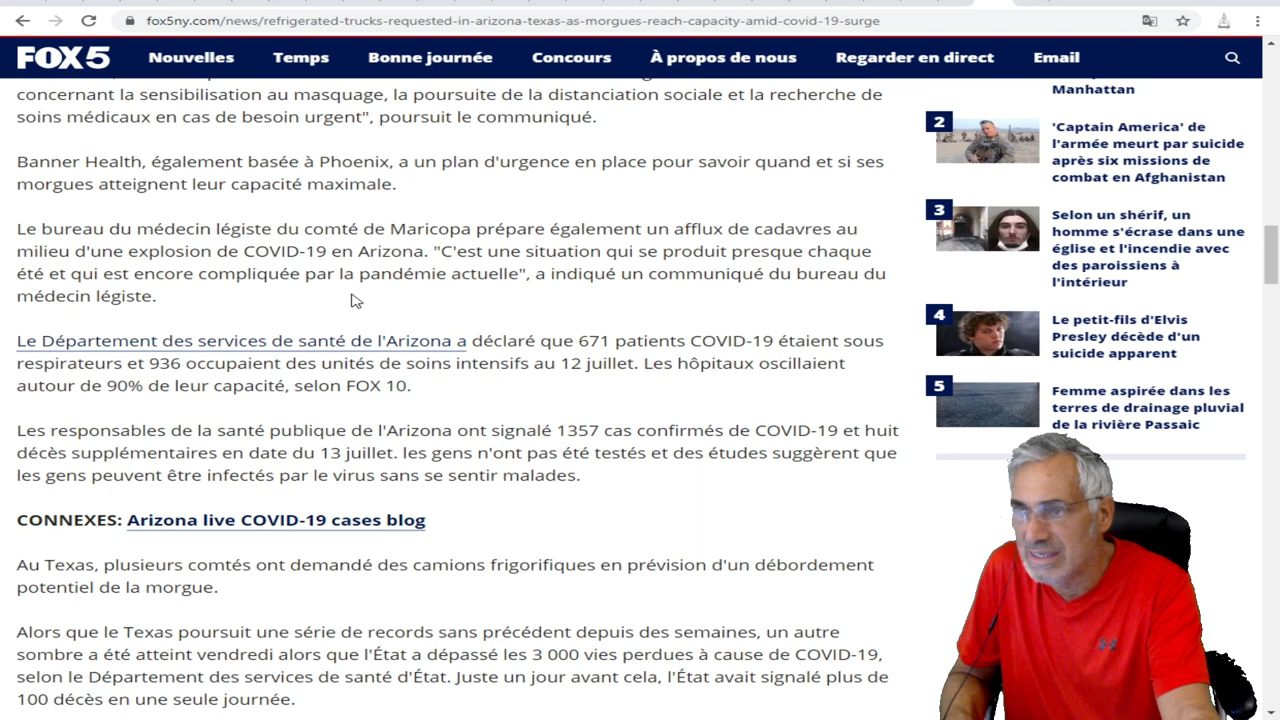 fox5ny.com/news/refrigerated-trucks-requested-in-arizona-texas-as-morgues-reach-capacity-amid-covid-19-surge
FOX 5
Nouvelles
Temps
Bonne journée
Concours
À propos de nous
Regarder en direct
Email
concernant la sensibilisation au masquage, la poursuite de la distanciation sociale et la recherche de
soins médicaux en cas de besoin urgent", poursuit le communiqué.
Banner Health, également basée à Phoenix, a un plan d'urgence en place pour savoir quand et si ses
morgues atteignent leur capacité maximale.
Le bureau du médecin légiste du comté de Maricopa prépare également un afflux de cadavres au
milieu d'une explosion de COVID-19 en Arizona. "C'est une situation qui se produit presque chaque
été et qui est encore compliquée par la pandémie actuelle", a indiqué un communiqué du bureau du
médecin légiste.
Le Département des services de santé de l'Arizona a déclaré que 671 patients COVID-19 étaient sous
respirateurs et 936 occupaient des unités de soins intensifs au 12 juillet. Les hôpitaux oscillaient
autour de 90% de leur capacité, selon FOX 10.
Les responsables de la santé publique de l'Arizona ont signalé 1357 cas confirmés de COVID-19 et huit
décès supplémentaires en date du 13 juillet. les gens n'ont pas été testés et des études suggèrent que
les gens peuvent être infectés par le virus sans se sentir malades.
CONNEXES: Arizona live COVID-19 cases blog
Au Texas, plusieurs comtés ont demandé des camions frigorifiques en prévision d'un débordement
potentiel de la morgue.
Alors que le Texas poursuit une série de records sans précédent depuis des semaines, un autre
sombre a été atteint vendredi alors que l'État a dépassé les 3 000 vies perdues à cause de COVID-19,
selon le Département des services de santé d'État. Juste un jour avant cela, l'État avait signalé plus de
100 décès en une seule journée.
Manhattan
2
'Captain America' de
l'armée meurt par suicide
après six missions de
combat en Afghanistan
3
Selon un shérif, un
homme s'écrase dans une
église et l'incendie avec
des paroissiens à
l'intérieur
4
Le petit-fils d'Elvis
Presley décède d'un
suicide apparent
5
Femme aspirée dans les
terres de drainage pluvial
de la rivière Passaic